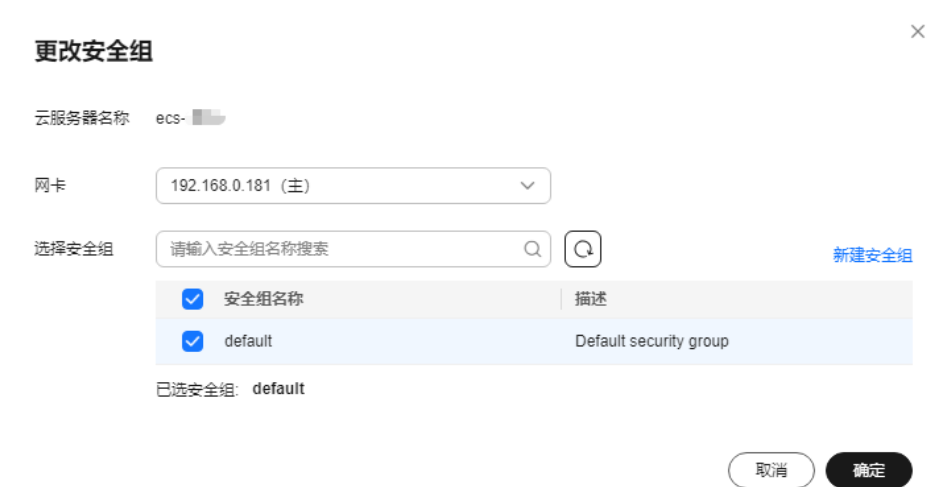 更改安全组
云服务器名称 ecs-
网卡 192.168.0.181 (主)
选择安全组 请输入安全组名称搜索 新建安全组
安全组名称 描述
default Default security group
已选安全组: default
取消 确定